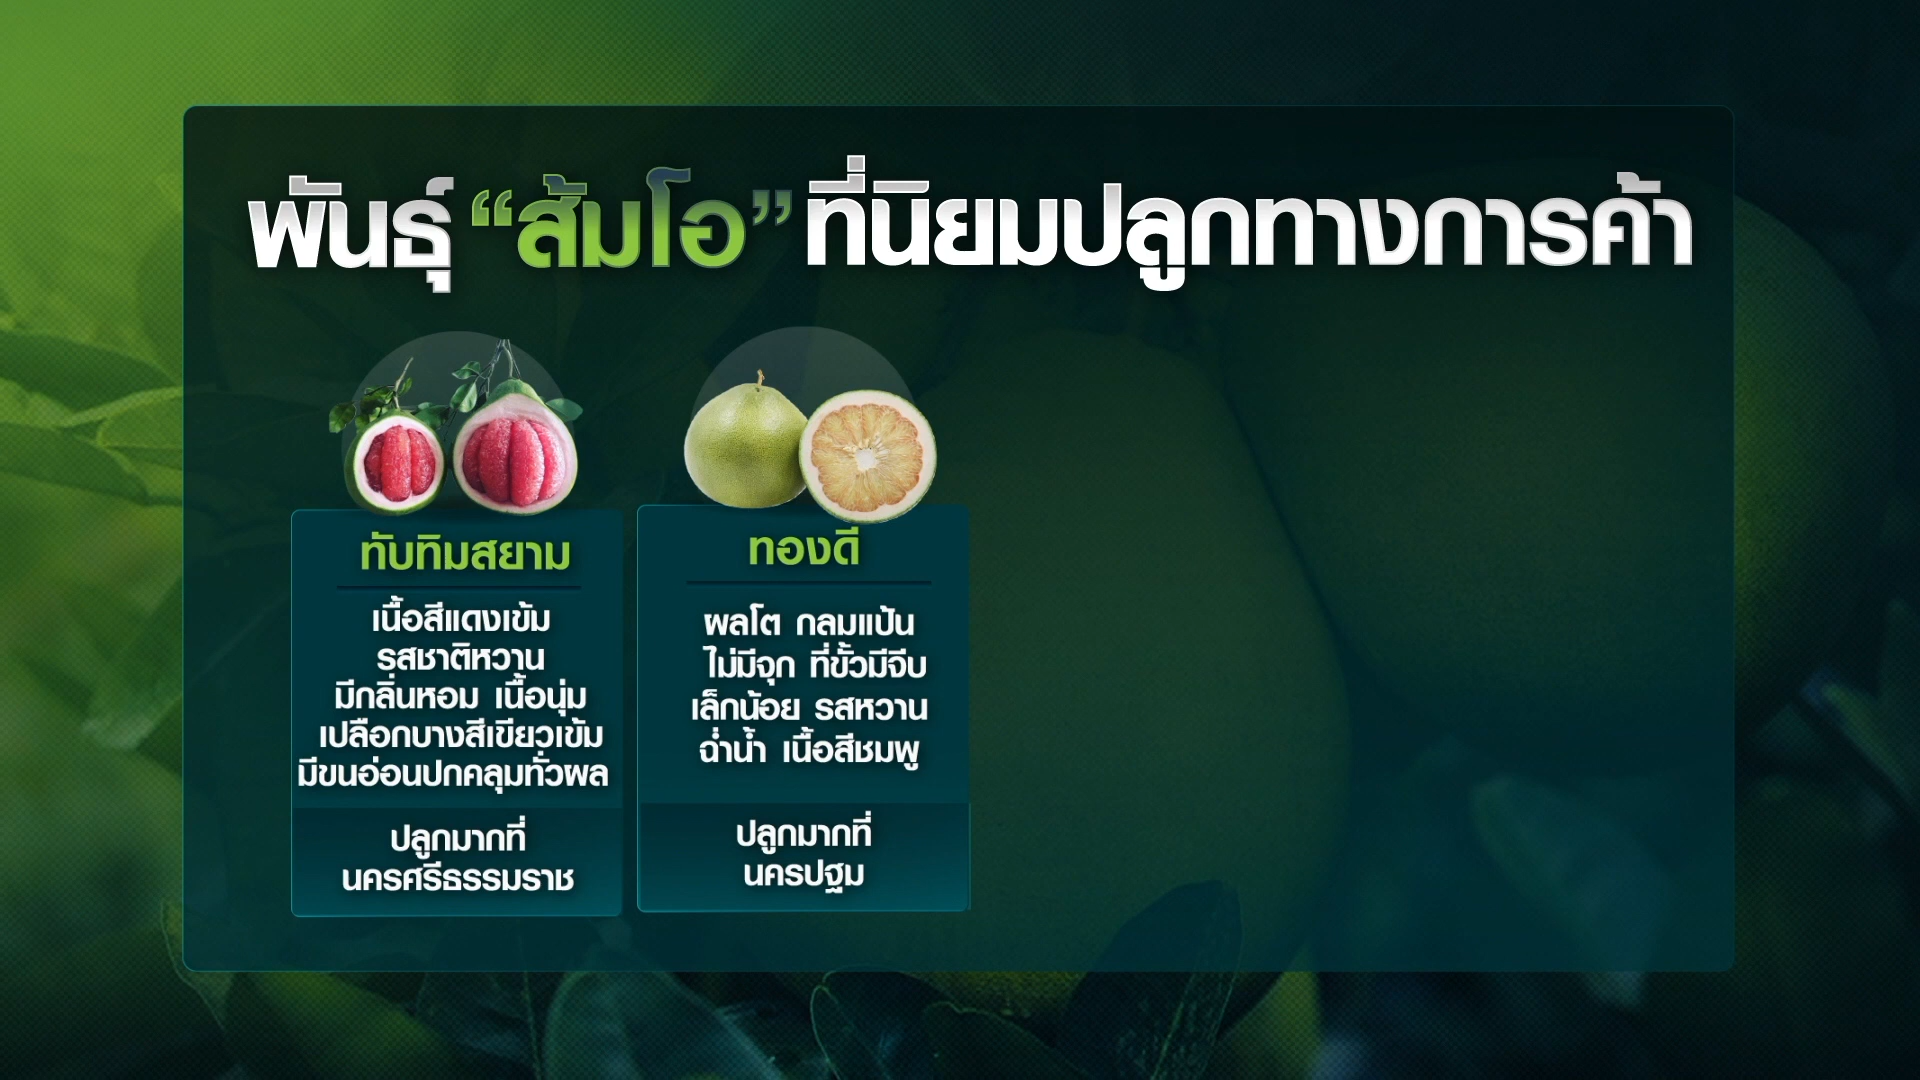 พันธุ์ “ส้มโอ” ที่นิยมปลูกทางการค้า
ทับทิมสยาม
เนื้อสีแดงเข้ม
รสชาติหวาน
มีกลิ่นหอม เนื้อนุ่ม
เปลือกบางสีเขียวเข้ม
มีขนอ่อนปกคลุมทั่วผล
ปลูกมากที่
นครศรีธรรมราช
ทองดี
ผลโต กลมแป้น
ไม่มีจุก ที่ขั้วมีจีบ
เล็กน้อย รสหวาน
ฉ่ำน้ำ เนื้อสีชมพู
ปลูกมากที่
นครปฐม